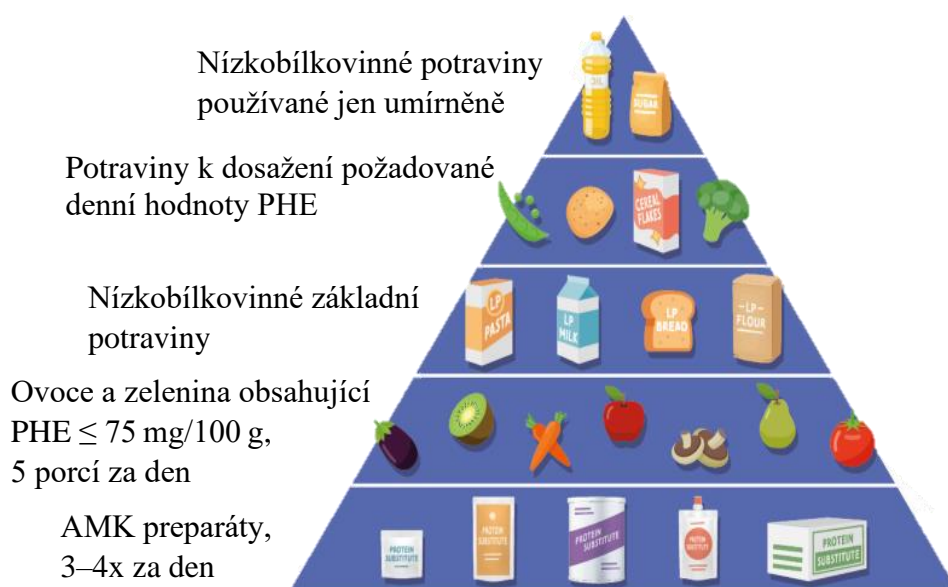 Nízkobílkovinné potraviny
používané jen umírněně
OIL
SUGAR
Potraviny k dosažení požadované
denní hodnoty PHE
CEREAL
FLAKES
Nízkobílkovinné základní
potraviny
LP
PASTA
LP
MILK
LP
BREAD
-LP-
FLOUR
Ovoce a zelenina obsahující
PHE ≤ 75 mg/100 g,
5 porcí za den
AMK preparáty,
3–4x za den
PROTEIN
SUBSTITUTE
PROTEIN
SUBSTITUTE
PROTEIN
SUBSTITUTE
PROTEIN
SUBSTITUTE
PROTEIN
SUBSTITUTE